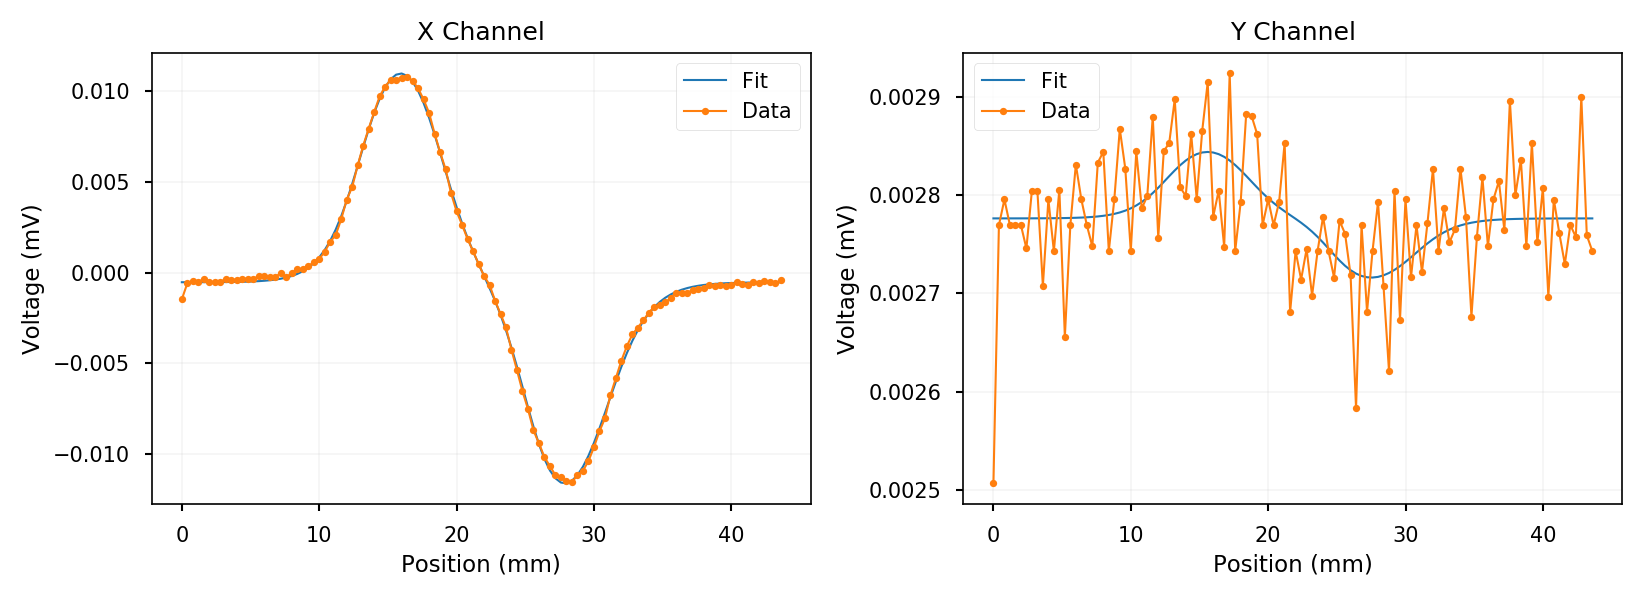 X Channel
Fit
Data
0.010
0.005
0.000
−0.005
−0.010
Voltage (mV)
0
10
20
30
40
Position (mm)
Y Channel
Fit
Data
0.0029
0.0028
0.0027
0.0026
0.0025
Voltage (mV)
0
10
20
30
40
Position (mm)